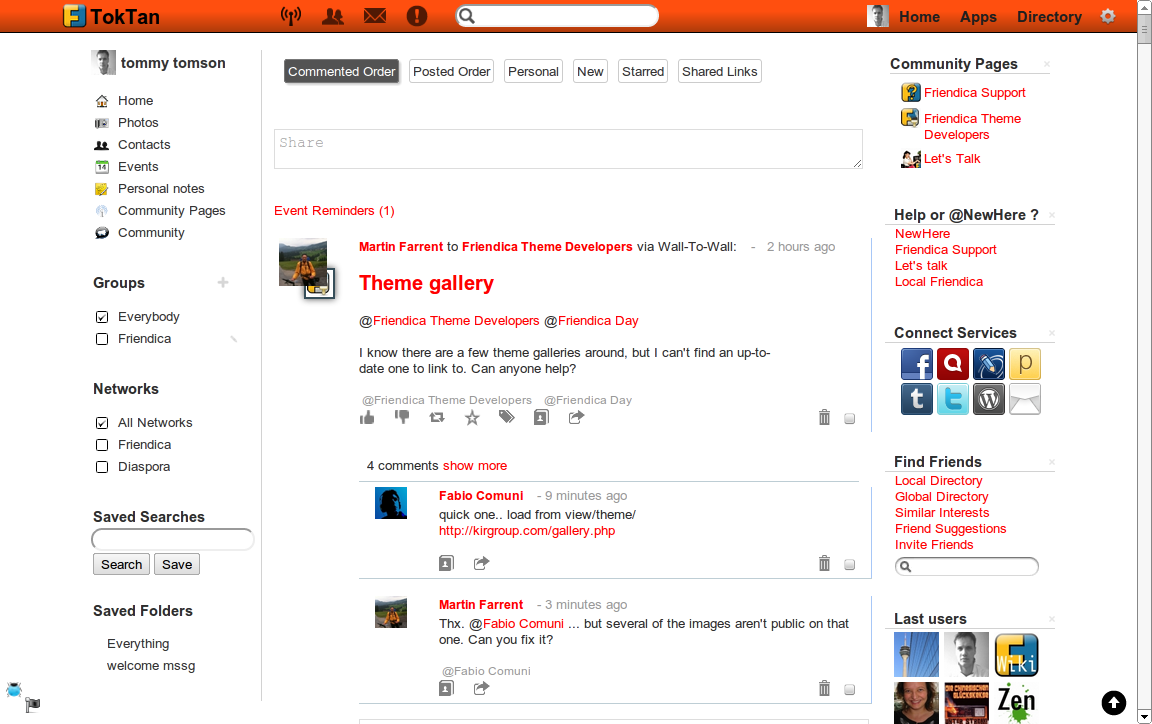 TokTan
Home Apps Directory
tommy tomson
Home
Photos
Contacts
14
Events
Personal notes
Community Pages
Community
Groups
Everybody
Friendica
Networks
All Networks
Friendica
Diaspora
Saved Searches
Search Save
Saved Folders
Everything
welcome mssg
Commented Order Posted Order Personal New Starred Shared Links
Share
Event Reminders (1)
Martin Farrent to Friendica Theme Developers via Wall-To-Wall: - 2 hours ago
Theme gallery
@Friendica Theme Developers @Friendica Day
I know there are a few theme galleries around, but I can't find an up-to-
date one to link to. Can anyone help?
@Friendica Theme Developers @Friendica Day
4 comments show more
Fabio Comuni - 9 minutes ago
quick one.. load from view/theme/
http://kirgroup.com/gallery.php
Martin Farrent - 3 minutes ago
Thx. @Fabio Comuni ... but several of the images aren't public on that
one. Can you fix it?
@Fabio Comuni
Community Pages ×
Friendica Support
Friendica Theme
Developers
Let's Talk
Help or @NewHere ? ×
NewHere
Friendica Support
Let's talk
Local Friendica
Connect Services ×
Find Friends ×
Local Directory
Global Directory
Similar Interests
Friend Suggestions
Invite Friends
Last users ×
Wiki
Zen